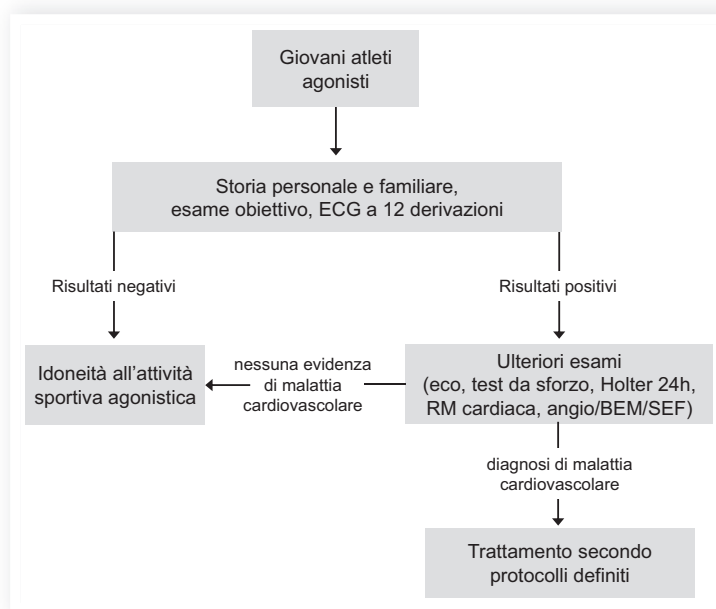 Giovani atleti
agonisti
Storia personale e familiare,
esame obiettivo, ECG a 12 derivazioni
Risultati negativi
Risultati positivi
Idoneità all'attività
sportiva agonistica
nessuna evidenza
di malattia
cardiovascolare
Ulteriori esami
(eco, test da sforzo, Holter 24h,
RM cardiaca, angio/BEM/SEF)
diagnosi di malattia
cardiovascolare
Trattamento secondo
protocolli definiti